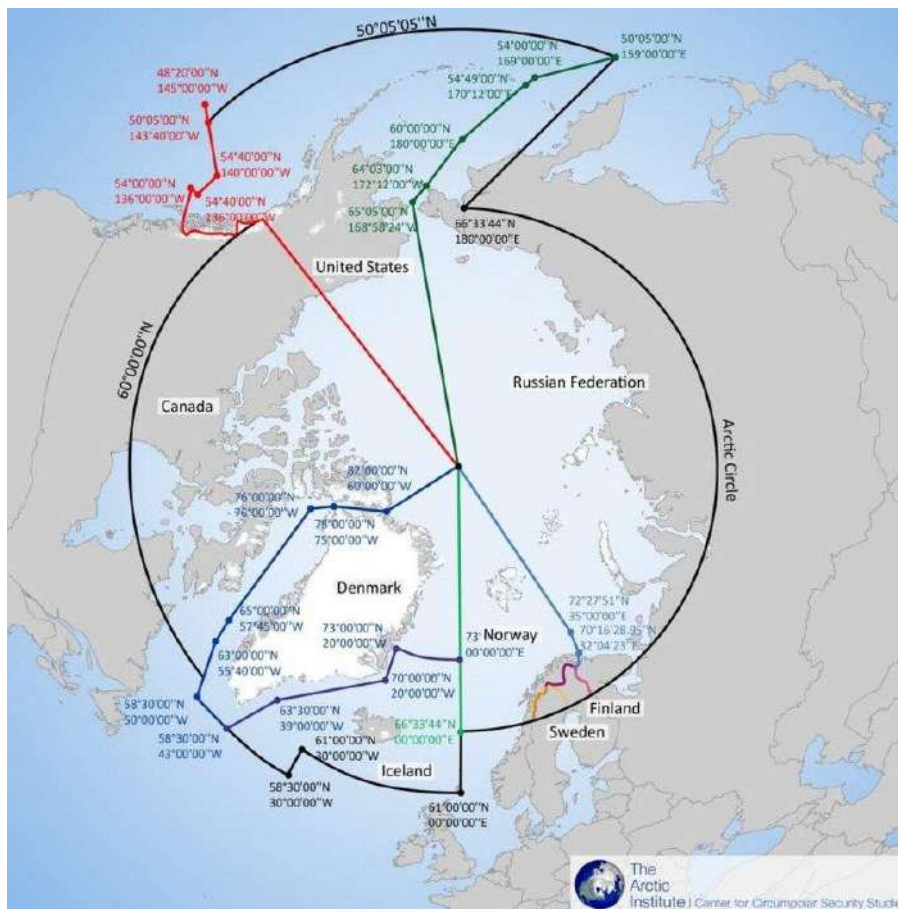 50°05'05''N
54°00'00''N
169°00'00''E
50°05'00''N
159°00'00''E
48°20'00''N
145°00'00''W
54°49'00''N
170°12'00''E
50°05'00''N
143°40'00''W
60°00'00''N
180°00'00''E
54°40'00''N
140°00'00''W
64°03'00''N
172°12'00''W
54°00'00''N
136°00'00''W
54°40'00''N
136°00'00''W
65°05'00''N
168°58'24''W
66°33'44''N
180°00'00''E
United States
60°00'00''N
Russian Federation
Canada
Arctic Circle
87°00'00''N
60°00'00''W
76°00'00''N
76°00'00''W
78°00'00''N
75°00'00''W
Denmark
72°27'51''N
35°00'00''E
65°00'00''N
57°45'00''W
73°00'00''N
20°00'00''W
73°
Norway
00°00'00''E
70°16'28.95''N
32°04'23''E
63°00'00''N
55°40'00''W
70°00'00''N
20°00'00''W
58°30'00''N
50°00'00''W
63°30'00''N
39°00'00''W
66°33'44''N
00°00'00''E
Finland
Sweden
58°30'00''N
43°00'00''W
61°00'00''N
30°00'00''W
Iceland
58°30'00''N
30°00'00''W
61°00'00''N
00°00'00''E
The
Arctic
Institute | Center for Circumpolar Security Studies